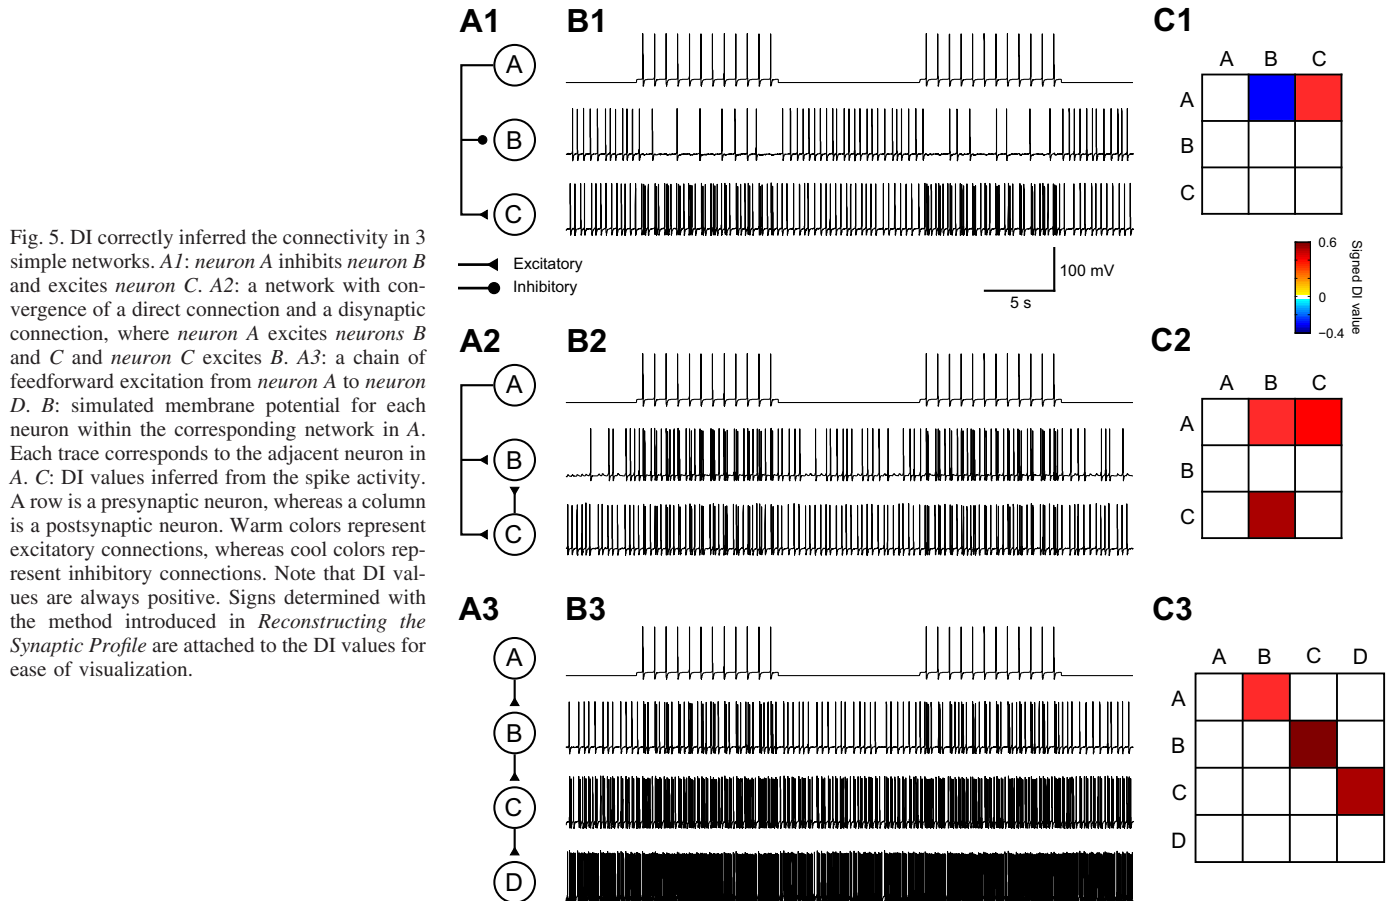 Fig. 5. DI correctly inferred the connectivity in 3
simple networks. A1: neuron A inhibits neuron B
and excites neuron C. A2: a network with con-
vergence of a direct connection and a disynaptic
connection, where neuron A excites neurons B
and C and neuron C excites B. A3: a chain of
feedforward excitation from neuron A to neuron
D. B: simulated membrane potential for each
neuron within the corresponding network in A.
Each trace corresponds to the adjacent neuron in
A. C: DI values inferred from the spike activity.
A row is a presynaptic neuron, whereas a column
is a postsynaptic neuron. Warm colors represent
excitatory connections, whereas cool colors rep-
resent inhibitory connections. Note that DI val-
ues are always positive. Signs determined with
the method introduced in Reconstructing the
Synaptic Profile are attached to the DI values for
ease of visualization.
A1
A
B
C
Excitatory
Inhibitory
B1
100 mV
5 s
C1
A B C
A
B
C
0.6
0
−0.4
Signed DI value
A2
A
B
C
B2
C2
A B C
A
B
C
A3
A
B
C
D
B3
C3
A B C D
A
B
C
D